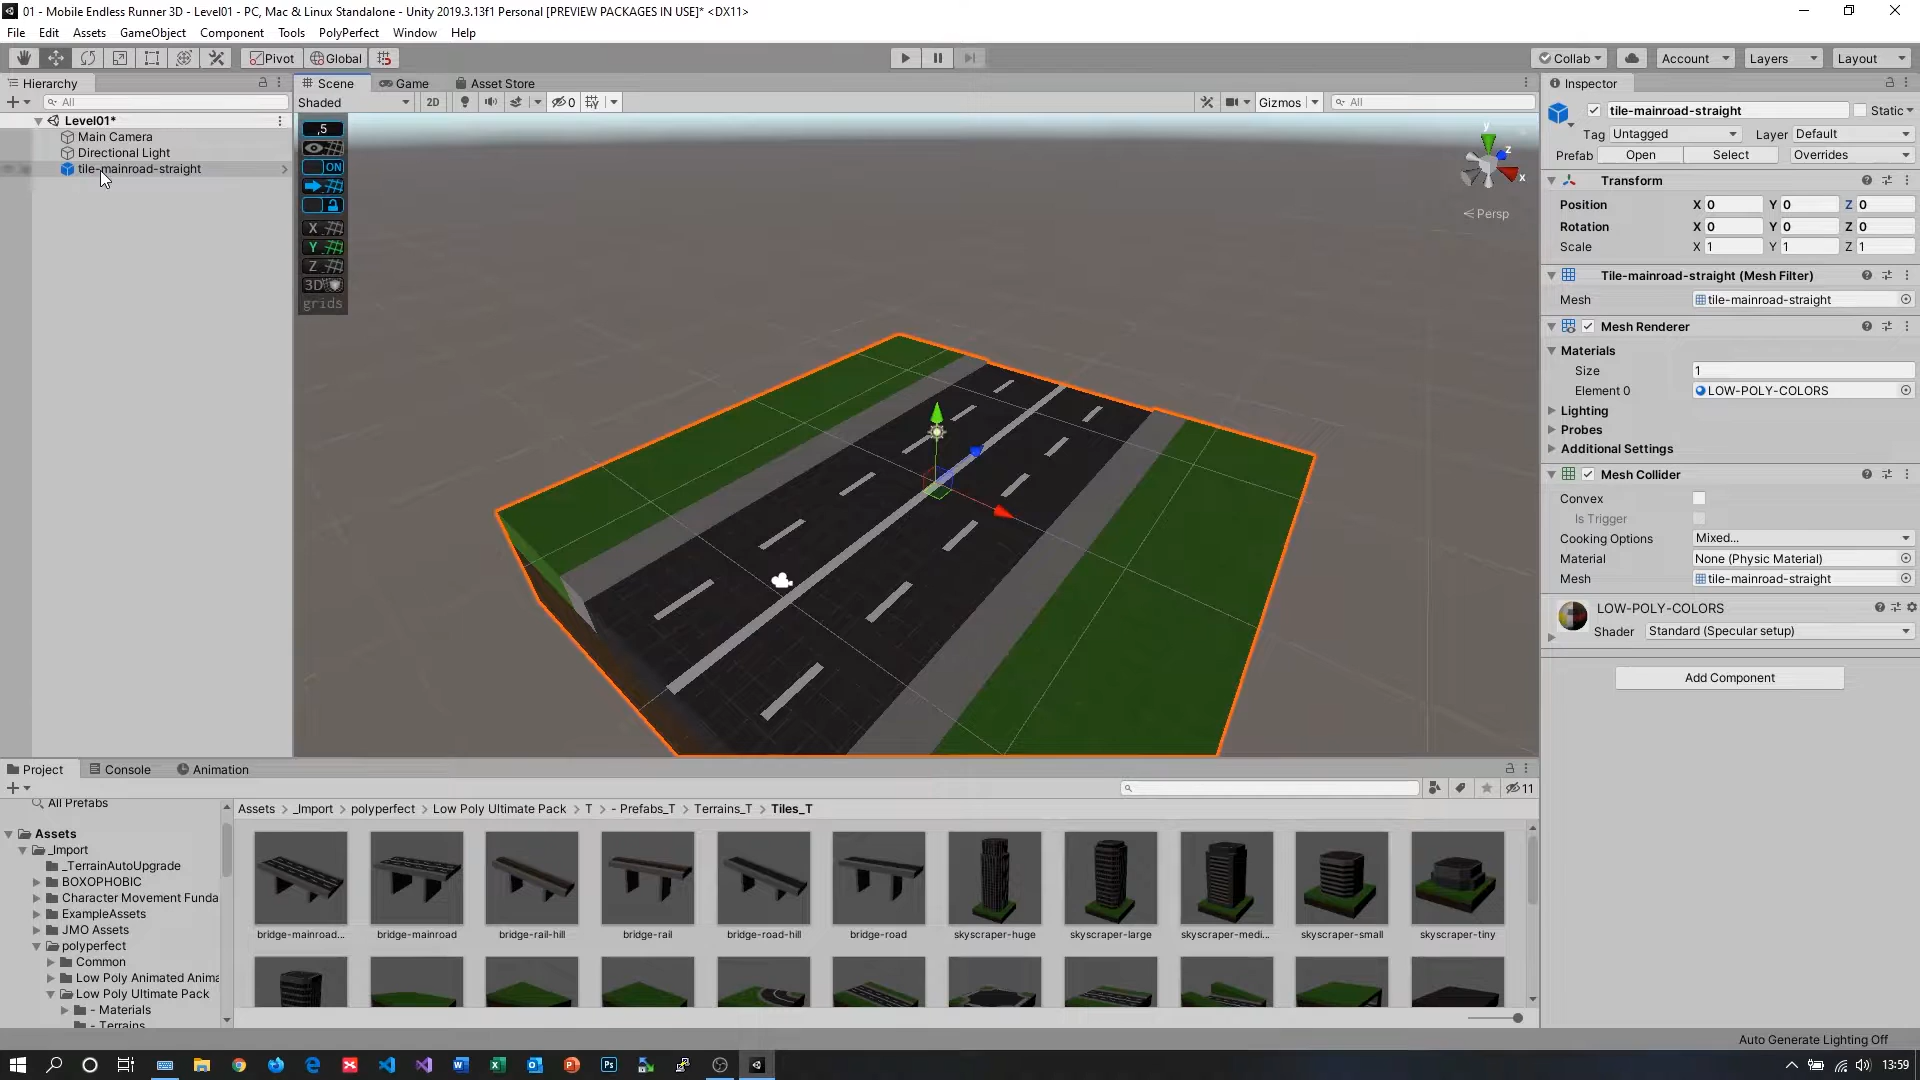 01 - Mobile Endless Runner 3D - Level01 - PC, Mac & Linux Standalone - Unity 2019.3.13f1 Personal [PREVIEW PACKAGES IN USE]* <DX11>
File Edit Assets GameObject Component Tools PolyPerfect Window Help
Pivot Global Collab Account Layers Layout
Hierarchy
All
Level01*
Main Camera
Directional Light
tile-mainroad-straight
Scene Game Asset Store
Shaded 2D 0 Gizmos All
,5
ON
X
Y
Z
3D
grids
y
z
x
Persp
Inspector
tile-mainroad-straight Static
Tag Untagged Layer Default
Prefab Open Select Overrides
Transform
Position X 0 Y 0 Z 0
Rotation X 0 Y 0 Z 0
Scale X 1 Y 1 Z 1
Tile-mainroad-straight (Mesh Filter)
Mesh tile-mainroad-straight
Mesh Renderer
Materials
Size 1
Element 0 LOW-POLY-COLORS
Lighting
Probes
Additional Settings
Mesh Collider
Convex
Is Trigger
Cooking Options Mixed...
Material None (Physic Material)
Mesh tile-mainroad-straight
LOW-POLY-COLORS
Shader Standard (Specular setup)
Add Component
Project Console Animation
11
All Prefabs
Assets
_Import
_TerrainAutoUpgrade
BOXOPHOBIC
Character Movement Funda
ExampleAssets
JMO Assets
polyperfect
Common
Low Poly Animated Anima
Low Poly Ultimate Pack
- Materials
- Terrains
Assets > _Import > polyperfect > Low Poly Ultimate Pack > T > - Prefabs_T > Terrains_T > Tiles_T
bridge-mainroad... bridge-mainroad bridge-rail-hill bridge-rail bridge-road-hill bridge-road skyscraper-huge skyscraper-large skyscraper-medi... skyscraper-small skyscraper-tiny
Auto Generate Lighting Off
13:59